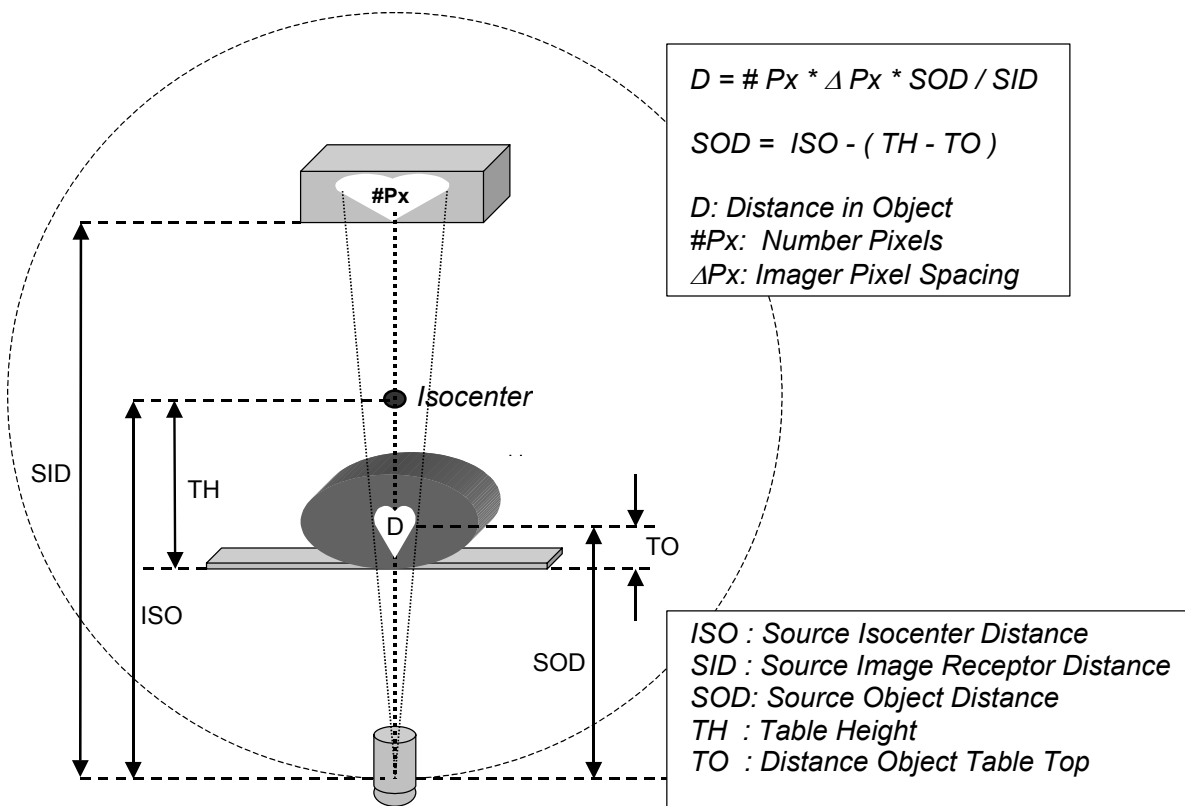 D = # Px * Δ Px * SOD / SID
SOD = ISO - ( TH - TO )
D: Distance in Object
#Px: Number Pixels
ΔPx: Imager Pixel Spacing
#Px
Isocenter
SID
TH
D
TO
ISO
SOD
ISO : Source Isocenter Distance
SID : Source Image Receptor Distance
SOD: Source Object Distance
TH : Table Height
TO : Distance Object Table Top